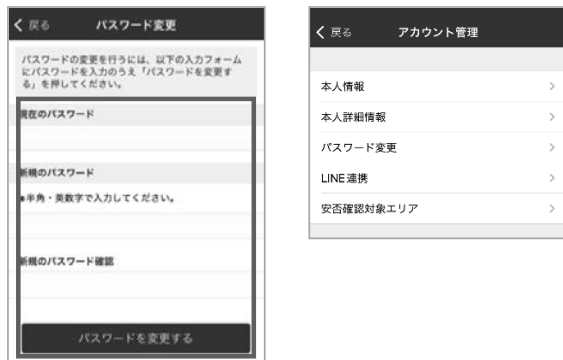 戻る パスワード変更
パスワードの変更を行うには、以下の入力フォーム
にパスワードを入力のうえ「パスワードを変更す
る」を押してください。
現在のパスワード
新規のパスワード
■半角・英数字で入力してください。
新規のパスワード確認
パスワードを変更する
戻る アカウント管理
本人情報
本人詳細情報
パスワード変更
LINE連携
安否確認対象エリア